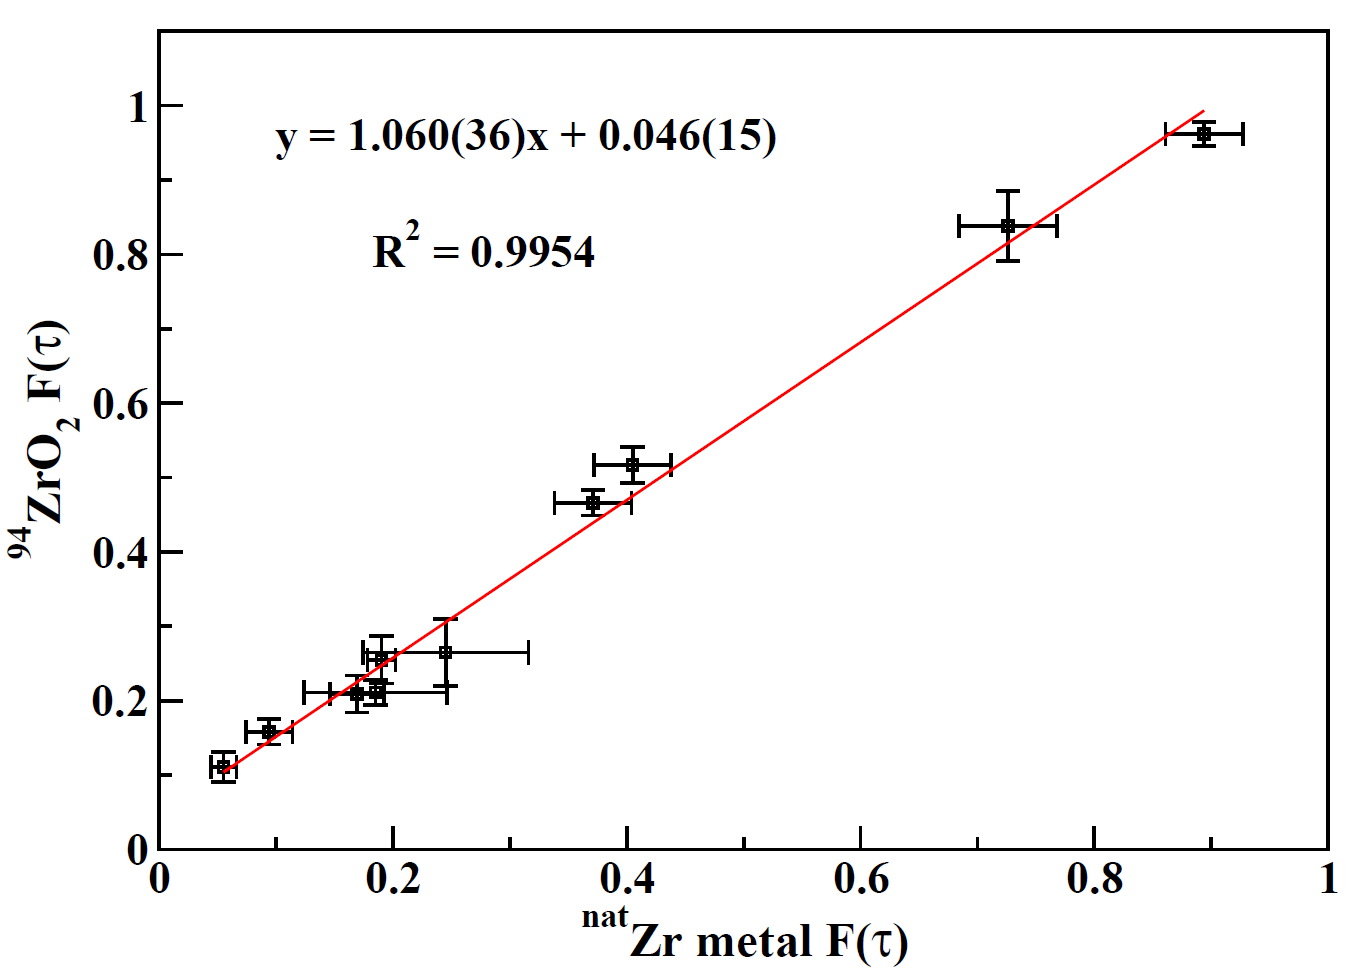 y = 1.060(36)x + 0.046(15)
R² = 0.9954
⁹⁴ZrO₂ F(τ)
1
0.8
0.6
0.4
0.2
0
0 0.2 0.4 0.6 0.8 1
ⁿᵃᵗZr metal F(τ)